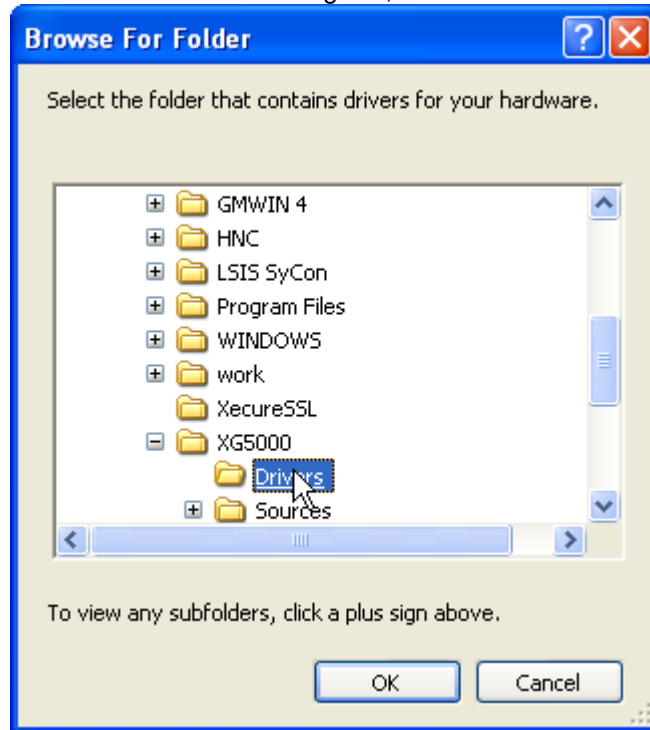 Browse For Folder
Select the folder that contains drivers for your hardware.
GMWIN 4
HNC
LSIS SyCon
Program Files
WINDOWS
work
XecureSSL
XG5000
Drivers
Sources
To view any subfolders, click a plus sign above.
OK
Cancel